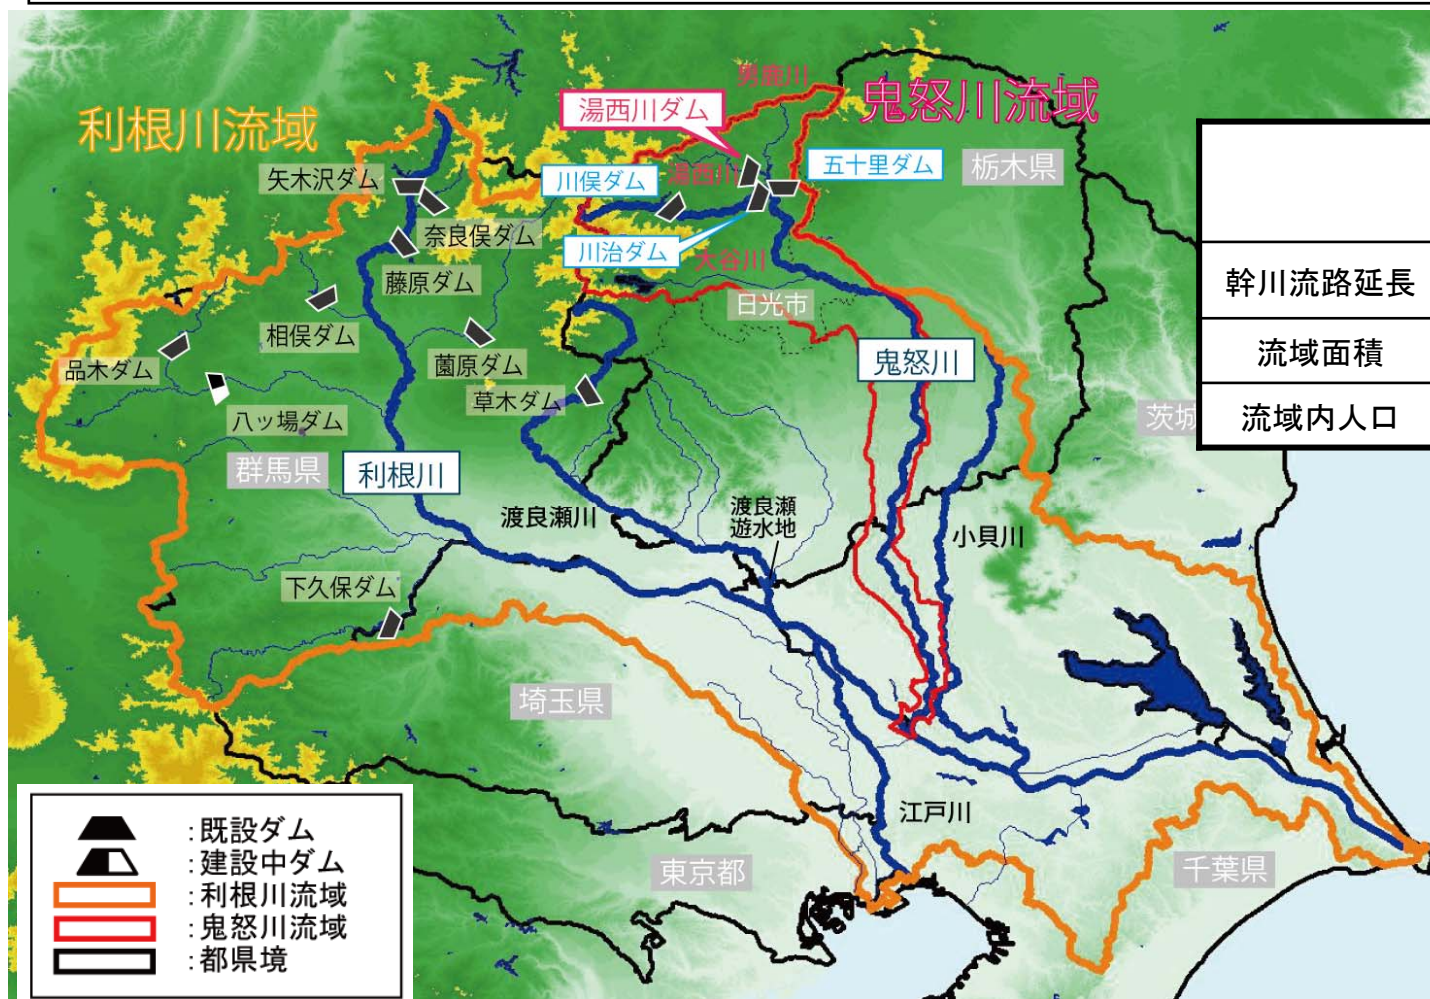 利根川流域
鬼怒川流域
男鹿川
湯西川ダム
矢木沢ダム
川俣ダム
湯西川
五十里ダム
栃木県
奈良俣ダム
川治ダム
大谷川
藤原ダム
日光市
相俣ダム
品木ダム
薗原ダム
草木ダム
鬼怒川
八ッ場ダム
群馬県
利根川
茨城
渡良瀬川
渡良瀬
遊水地
小貝川
下久保ダム
埼玉県
江戸川
東京都
千葉県
幹川流路延長
流域面積
流域内人口
:既設ダム
:建設中ダム
:利根川流域
:鬼怒川流域
:都県境